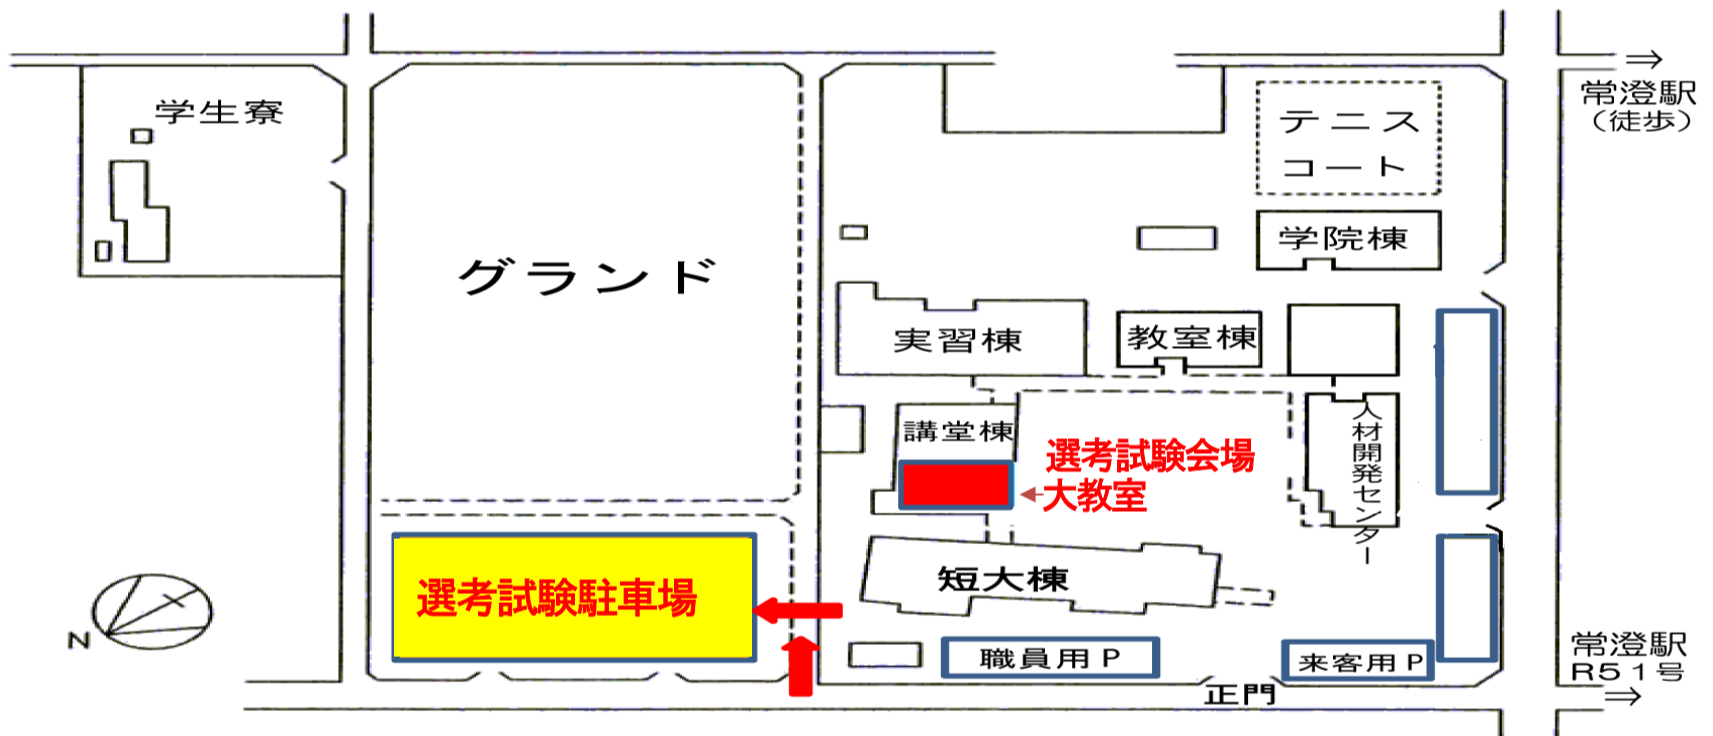 ⇒
常澄駅
（徒歩）
学生寮
テニス
コート
学院棟
グランド
実習棟
教室棟
講堂棟
人材開発センター
選考試験会場
大教室
短大棟
選考試験駐車場
N
職員用Ｐ
来客用Ｐ
常澄駅
Ｒ５１号
⇒
正門